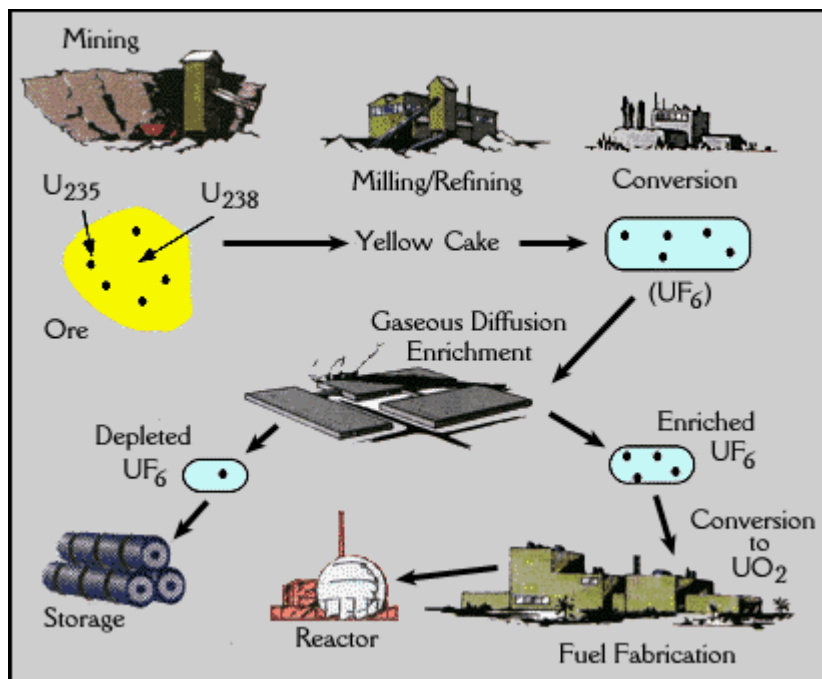 Mining
Milling/Refining
Conversion
U235
U238
Ore
Yellow Cake
(UF6)
Gaseous Diffusion
Enrichment
Depleted
UF6
Enriched
UF6
Storage
Reactor
Conversion
to
UO2
Fuel Fabrication